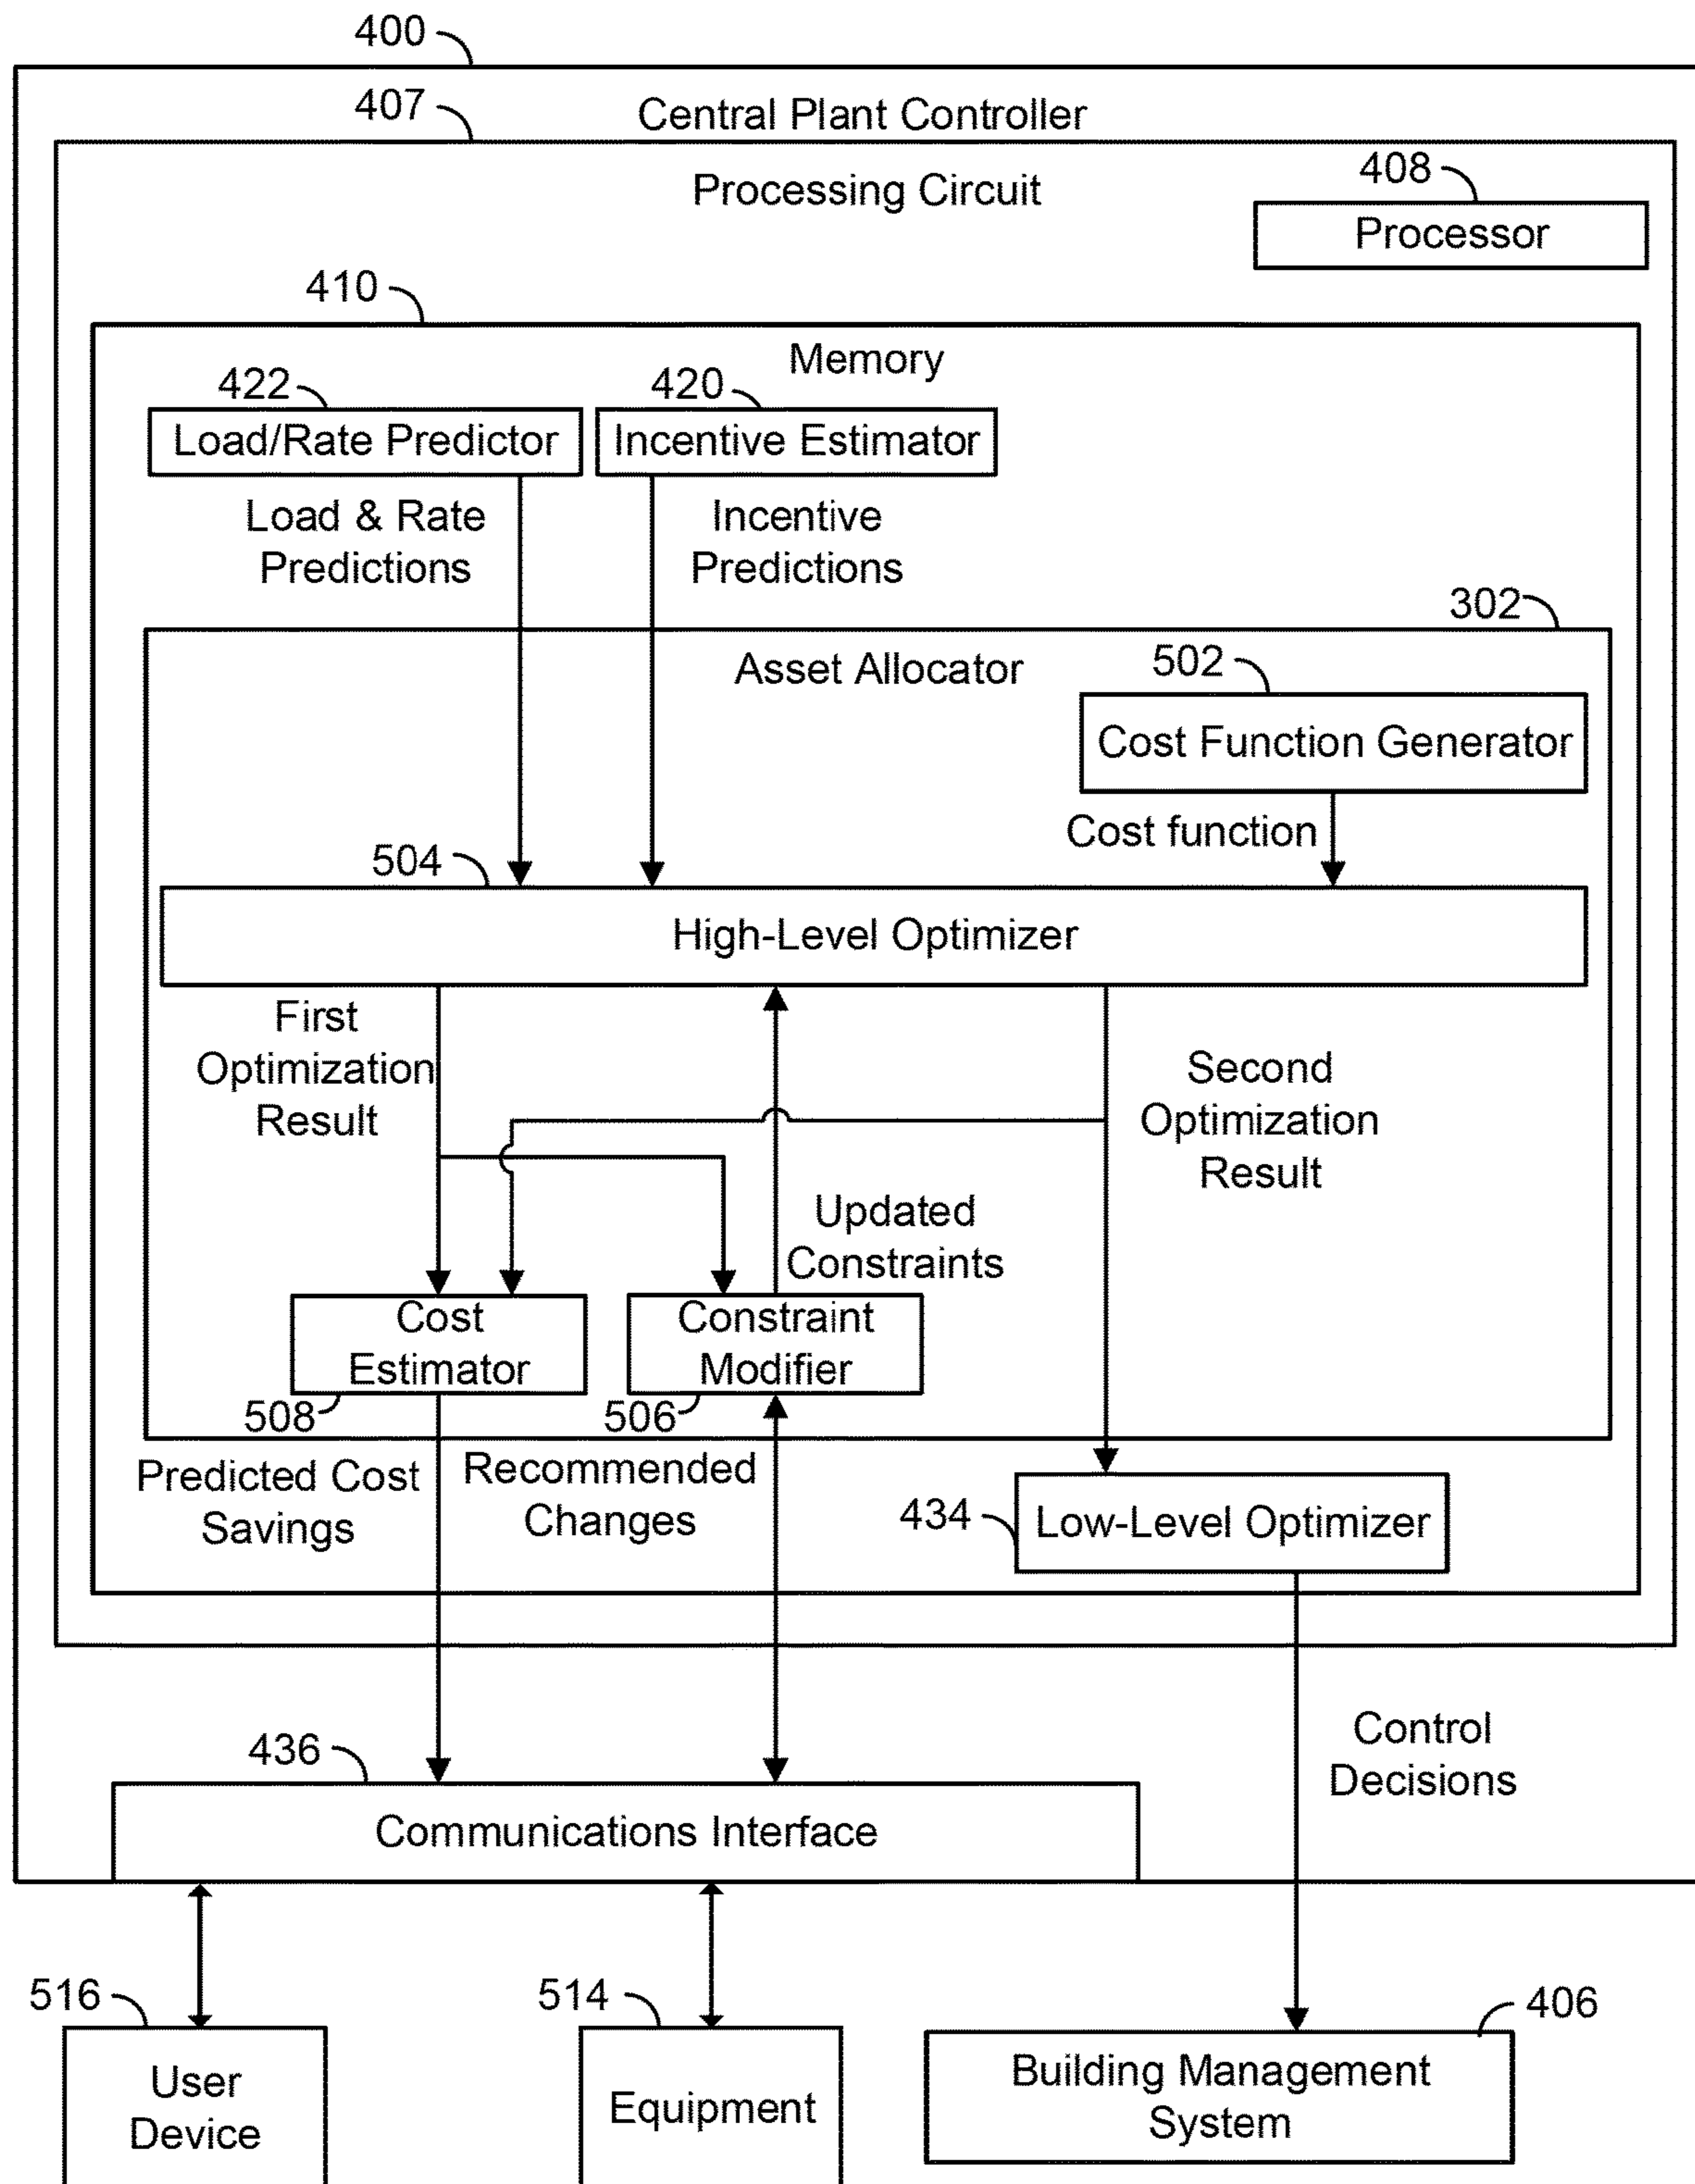 400
407
Central Plant Controller
Processing Circuit
408
Processor
410
Memory
422
420
Load/Rate Predictor
Incentive Estimator
Load & Rate
Predictions
Incentive
Predictions
302
Asset Allocator
502
Cost Function Generator
Cost function
504
High-Level Optimizer
First
Optimization
Result
Second
Optimization
Result
Updated
Constraints
Cost
Estimator
Constraint
Modifier
508
506
Predicted Cost
Savings
Recommended
Changes
434
Low-Level Optimizer
Control
Decisions
436
Communications Interface
516
514
406
User
Device
Equipment
Building Management
System